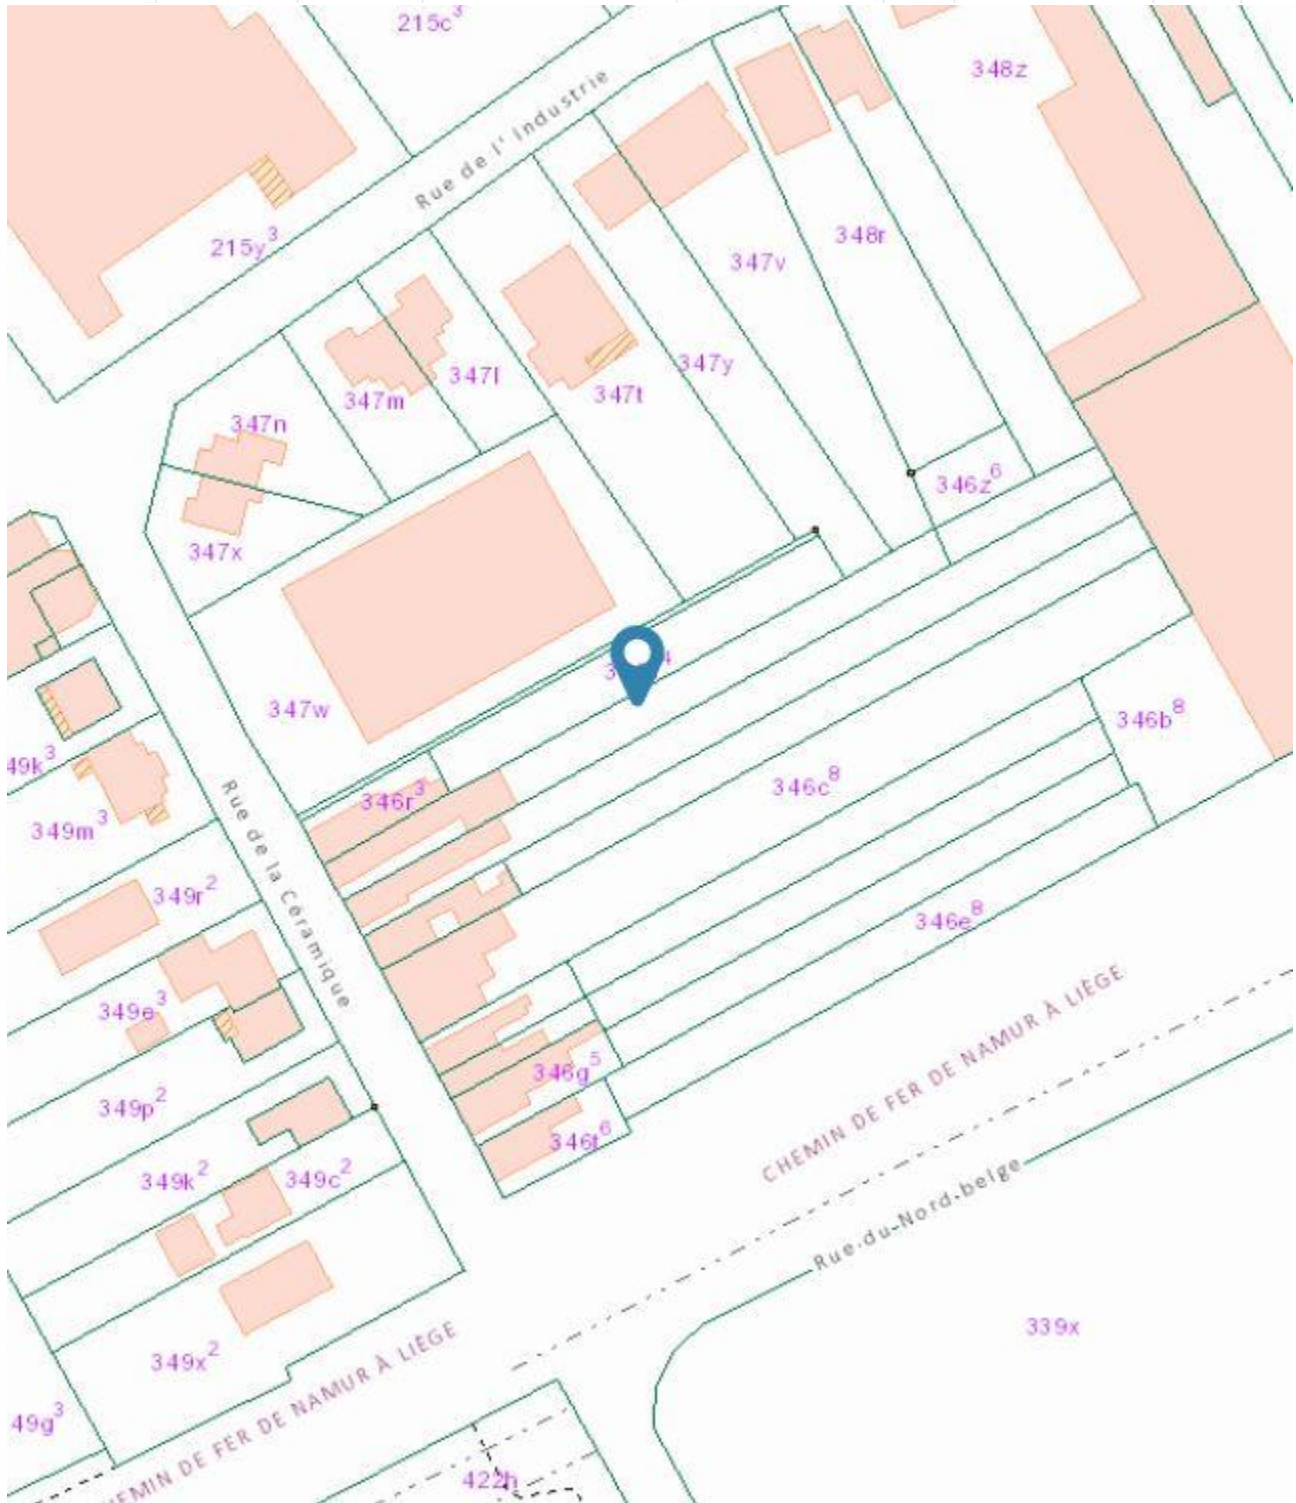 215c³
348z
Rue de l' industrie
215y³
348r
347v
347y
347l
347m
347t
347n
346z⁶
347x
347w
49k³
346b⁸
346c⁸
346r³
349m³
349r²
Rue de la Céramique
346e⁸
349e³
CHEMIN DE FER DE NAMUR À LIÈGE
346g⁵
349p²
346t⁶
349k²
349c²
Rue du Nord-belge
339x
349x²
CHEMIN DE FER DE NAMUR À LIÈGE
49g³
422h